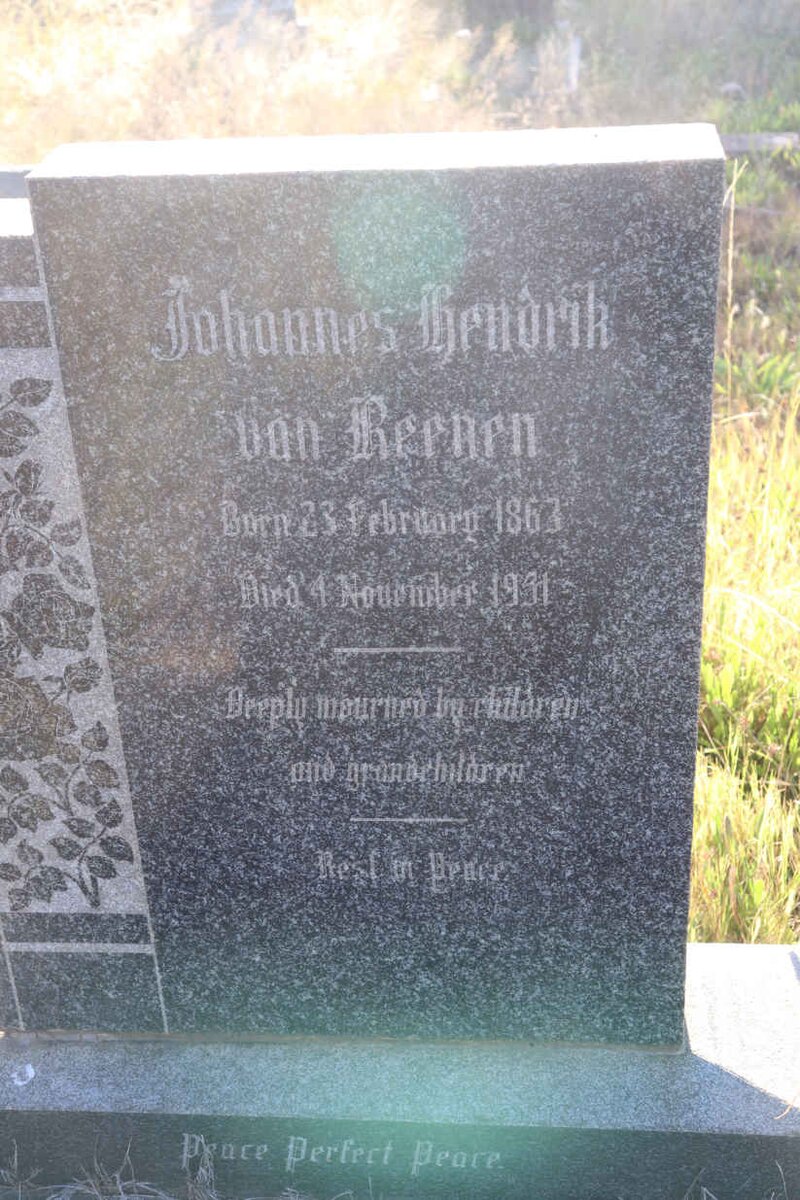 Johannes Hendrik
van Reenen
Born 23 February 1863
Died 4 November 1931
Deeply mourned by children
and grandchildren
Rest in Peace
Peace Perfect Peace